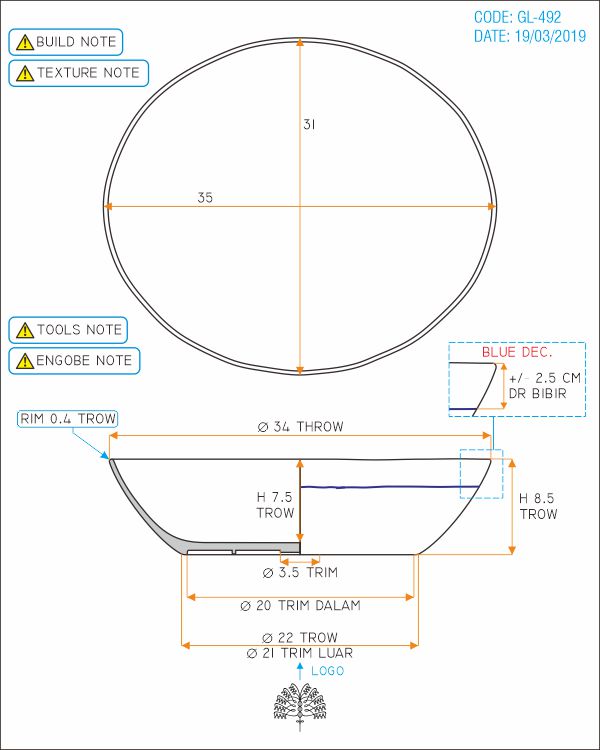 CODE: GL-492
DATE: 19/03/2019
BUILD NOTE
TEXTURE NOTE
31
35
TOOLS NOTE
ENGOBE NOTE
BLUE DEC.
+/- 2.5 CM
DR BIBIR
RIM 0.4 TROW
Ø 34 THROW
H 7.5
TROW
H 8.5
TROW
Ø 3.5 TRIM
Ø 20 TRIM DALAM
Ø 22 TROW
Ø 21 TRIM LUAR
LOGO